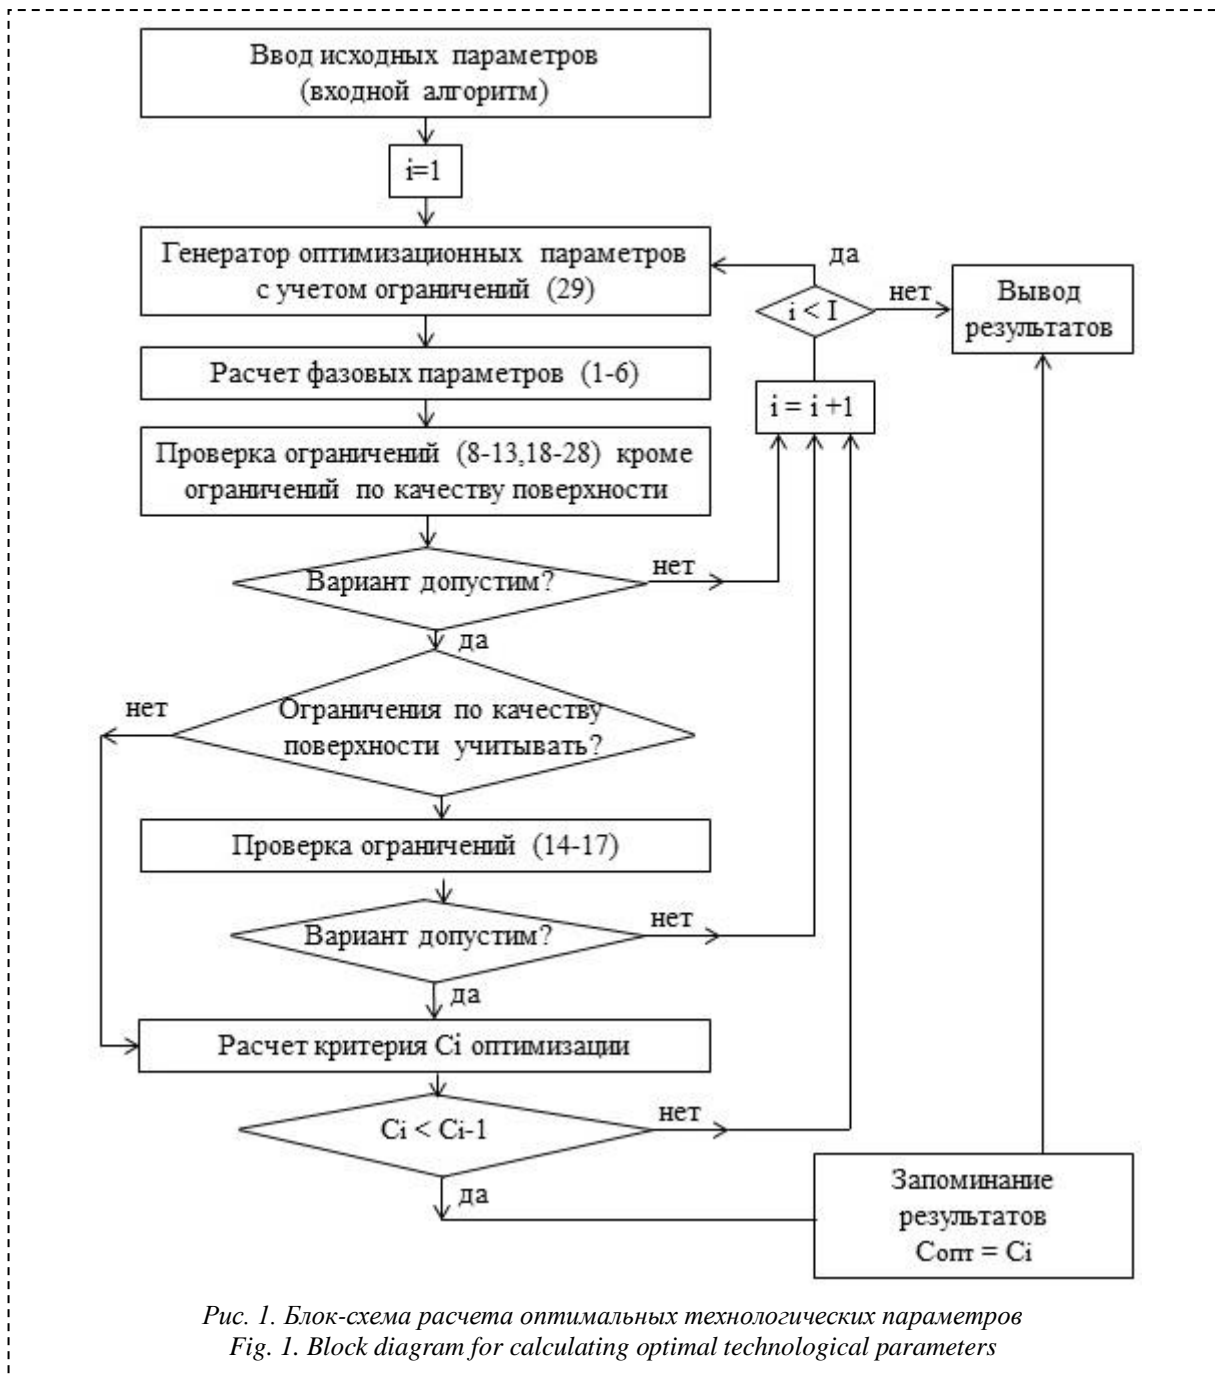 Ввод исходных параметров
(входной алгоритм)
i=1
Генератор оптимизационных параметров
с учетом ограничений (29)
да
i < I
нет
Вывод
результатов
Расчет фазовых параметров (1-6)
i = i +1
Проверка ограничений (8-13,18-28) кроме
ограничений по качеству поверхности
Вариант допустим?
нет
да
нет
Ограничения по качеству
поверхности учитывать?
Проверка ограничений (14-17)
Вариант допустим?
нет
да
Расчет критерия Ci оптимизации
Ci < Ci-1
нет
да
Запоминание
результатов
Cопт = Ci
Рис. 1. Блок-схема расчета оптимальных технологических параметров
Fig. 1. Block diagram for calculating optimal technological parameters